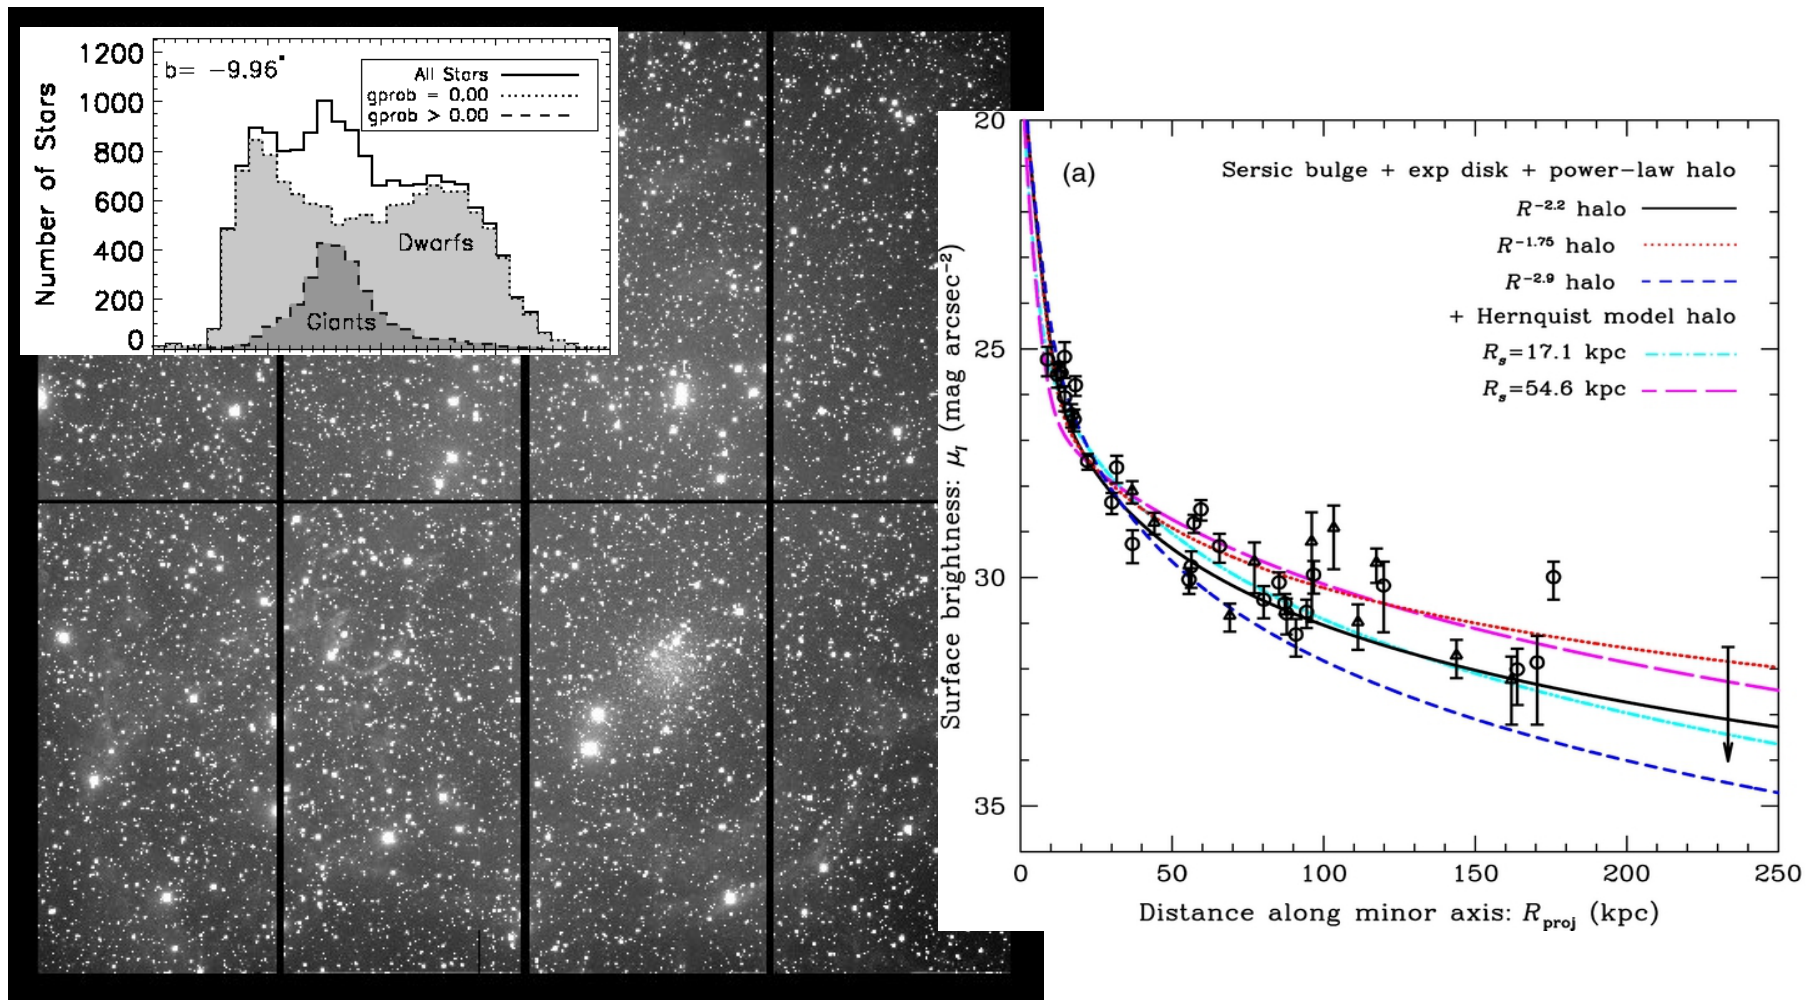 1200
1000
800
600
400
200
0
Number of Stars
b= −9.96°
All Stars
gprob = 0.00
gprob > 0.00
Dwarfs
Giants
20
25
30
35
Surface brightness: μI (mag arcsec−2)
(a)
Sersic bulge + exp disk + power−law halo
R−2.2 halo
R−1.75 halo
R−2.9 halo
+ Hernquist model halo
Rs=17.1 kpc
Rs=54.6 kpc
0 50 100 150 200 250
Distance along minor axis: Rproj (kpc)